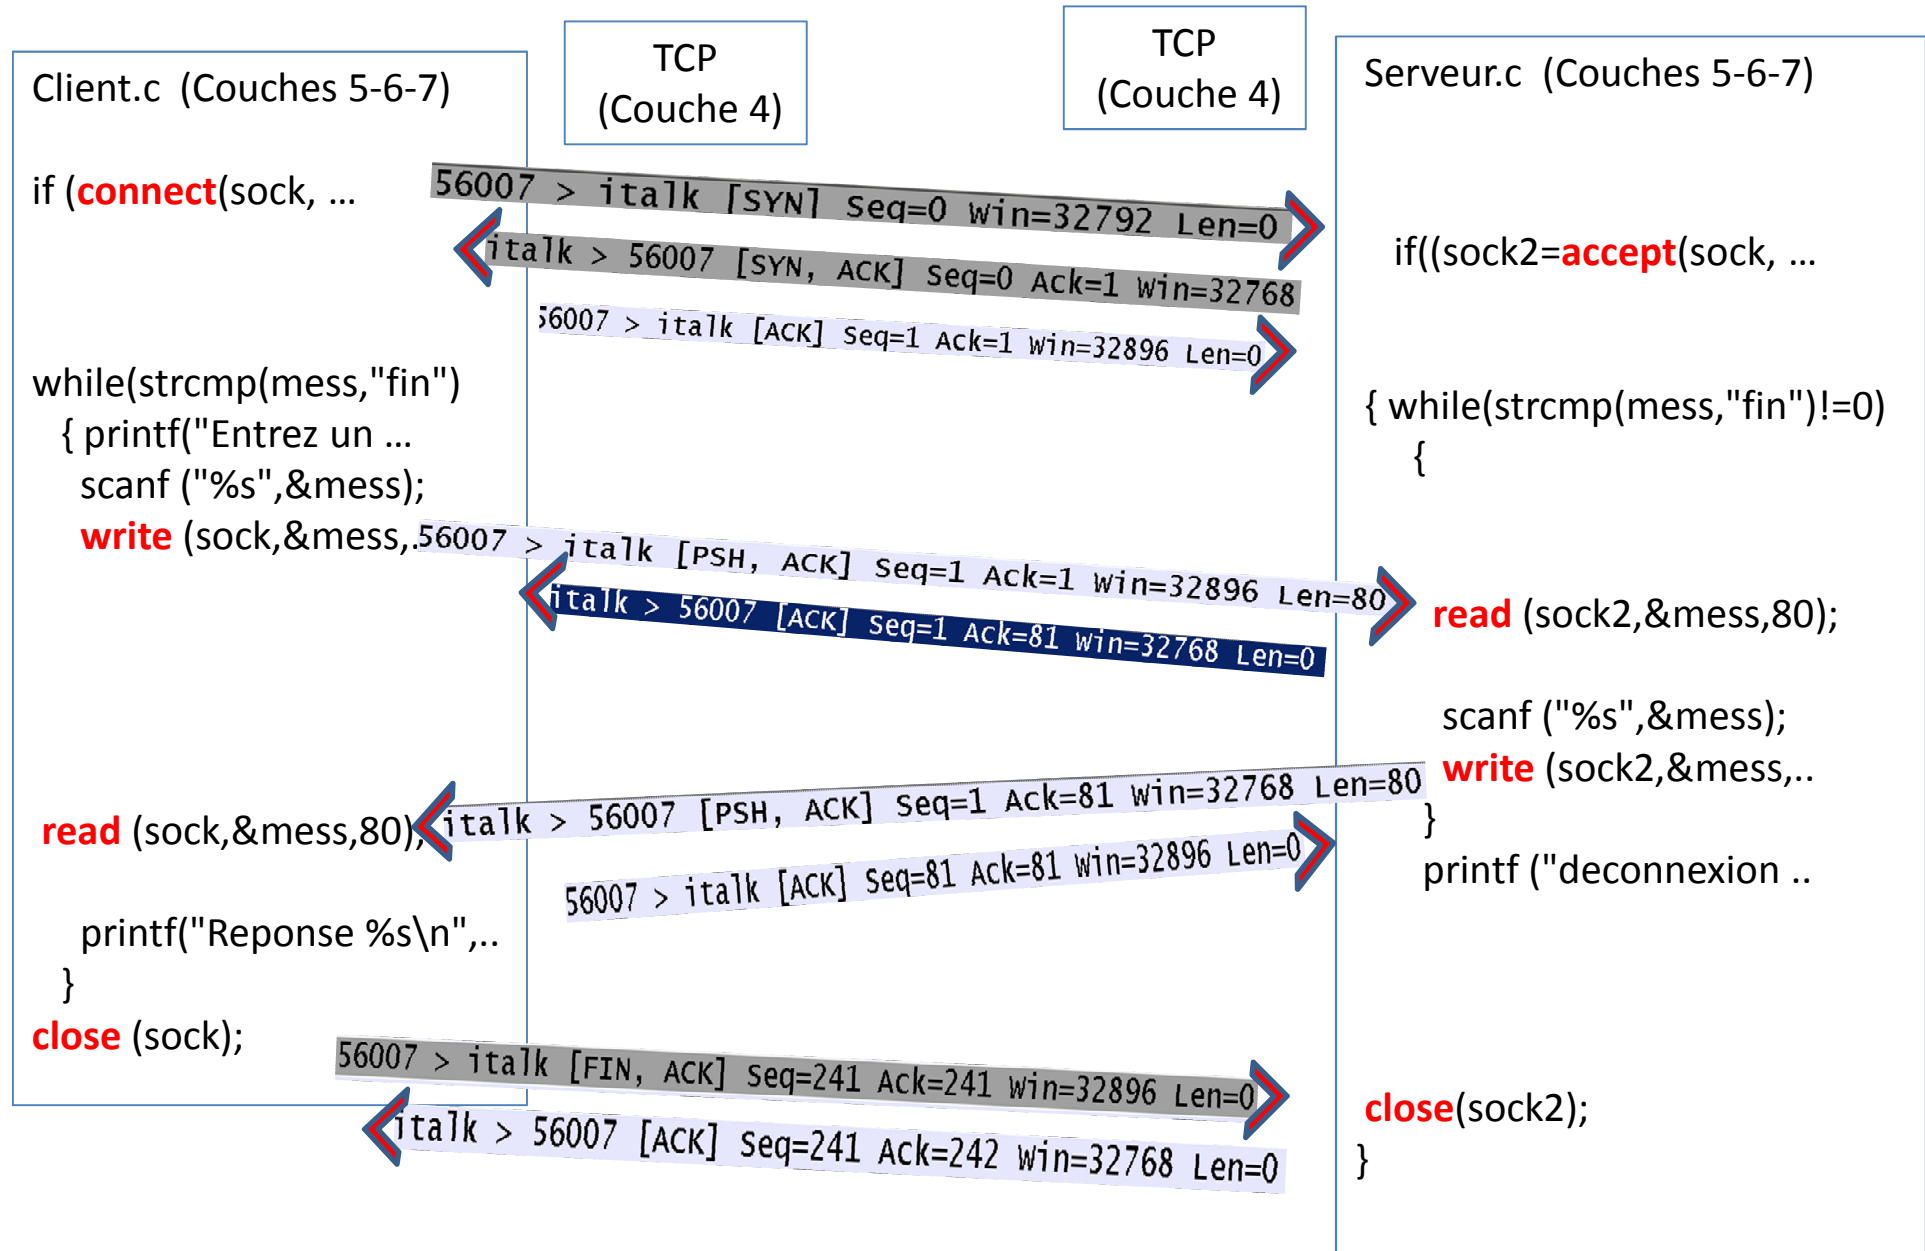 Client.c (Couches 5-6-7)
TCP
(Couche 4)
TCP
(Couche 4)
Serveur.c (Couches 5-6-7)
if (connect(sock, ...
56007 > italk [SYN] Seq=0 Win=32792 Len=0
italk > 56007 [SYN, ACK] Seq=0 Ack=1 Win=32768
if((sock2=accept(sock, ...
56007 > italk [ACK] Seq=1 Ack=1 Win=32896 Len=0
while(strcmp(mess,"fin")
{ printf("Entrez un ...
scanf ("%s",&mess);
write (sock,&mess,.
{ while(strcmp(mess,"fin")!=0)
{
56007 > italk [PSH, ACK] Seq=1 Ack=1 Win=32896 Len=80
italk > 56007 [ACK] Seq=1 Ack=81 Win=32768 Len=0
read (sock2,&mess,80);
scanf ("%s",&mess);
write (sock2,&mess,..
}
printf ("deconnexion ..
italk > 56007 [PSH, ACK] Seq=1 Ack=81 Win=32768 Len=80
read (sock,&mess,80);
56007 > italk [ACK] Seq=81 Ack=81 Win=32896 Len=0
printf("Reponse %s\n",..
}
close (sock);
56007 > italk [FIN, ACK] Seq=241 Ack=241 Win=32896 Len=0
italk > 56007 [ACK] Seq=241 Ack=242 Win=32768 Len=0
close(sock2);
}